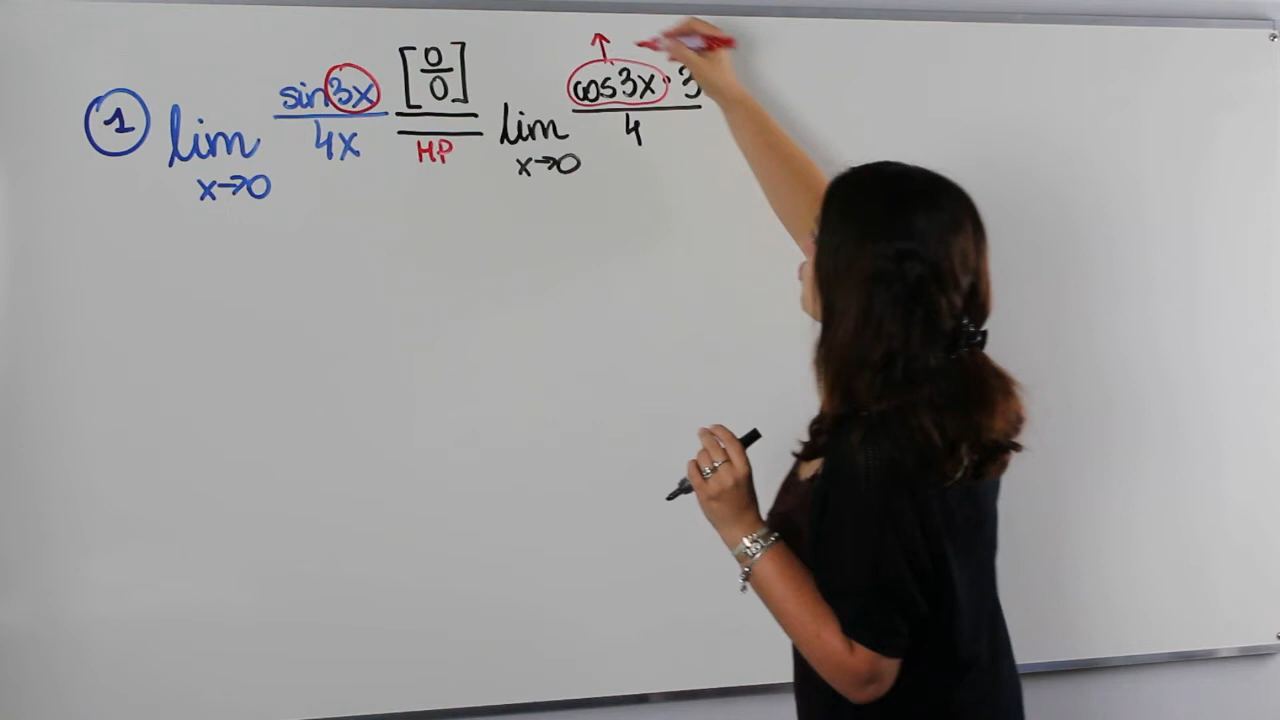 ① lim x→0 sin3x / 4x [0/0] = HP lim x→0 cos3x · 3 / 4